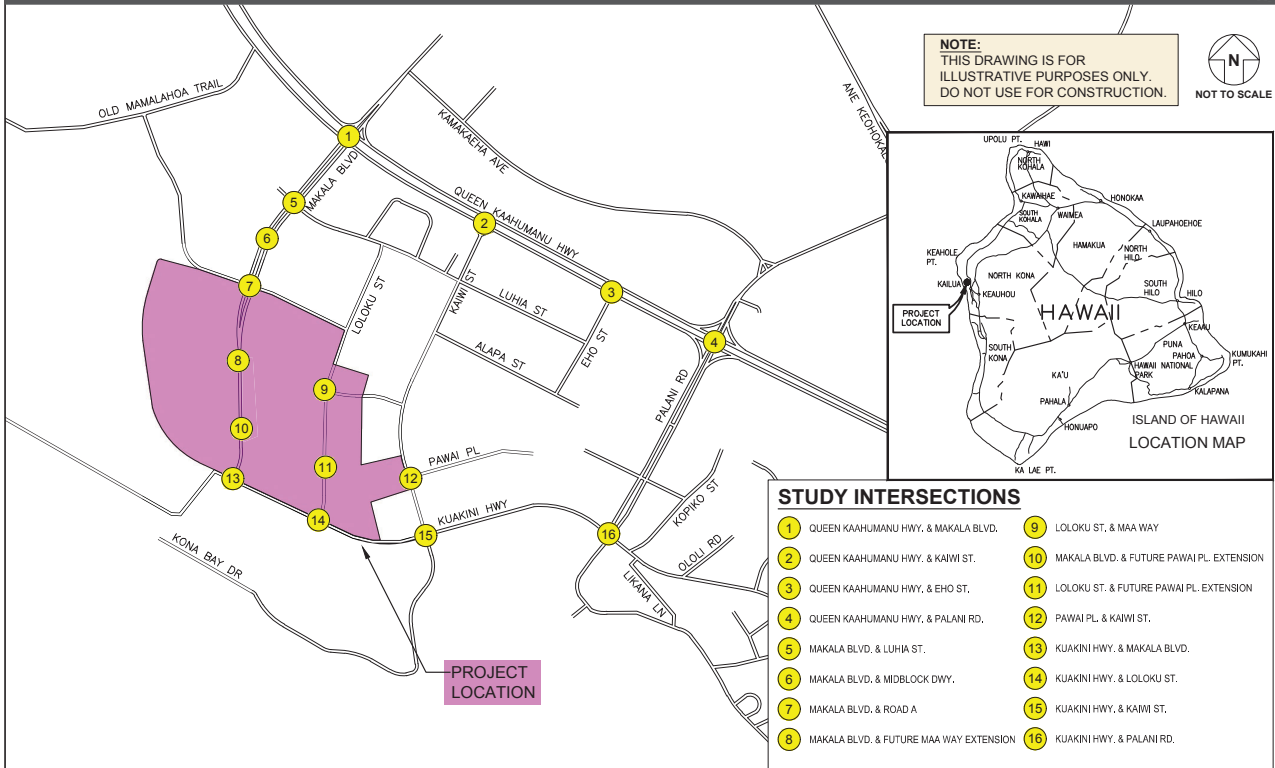 NOTE:
THIS DRAWING IS FOR
ILLUSTRATIVE PURPOSES ONLY.
DO NOT USE FOR CONSTRUCTION.
N
NOT TO SCALE
OLD MAMALAHOA TRAIL
MAKALA BLVD
KAMAKAEHA AVE
QUEEN KAAHUMANU HWY
ANE KEOHOKAL
LOLOKU ST
KAIWI ST
LUHIA ST
ALAPA ST
EHO ST
PALANI RD
PAWAI PL
KUAKINI HWY
KOPIKO ST
OLOLI RD
LIKANA LN
KONA BAY DR
PROJECT
LOCATION
1
2
3
4
5
6
7
8
9
10
11
12
13
14
15
16
UPOLU PT.
HAWI
NORTH
KOHALA
KAWAIHAE
SOUTH
KOHALA
WAIMEA
HONOKAA
LAUPAHOEHOE
HAMAKUA
NORTH
HILO
KEAHOLE
PT.
NORTH KONA
KAILUA
KEAUHOU
SOUTH
HILO
HILO
PROJECT
LOCATION
HAWAII
KEAAU
PUNA
PAHOA
KUMUKAHI
PT.
SOUTH
KONA
HAWAII NATIONAL
PARK
KA'U
KALAPANA
PAHALA
HONUAPO
KA LAE PT.
ISLAND OF HAWAII
LOCATION MAP
STUDY INTERSECTIONS
1 QUEEN KAAHUMANU HWY. & MAKALA BLVD.
2 QUEEN KAAHUMANU HWY. & KAIWI ST.
3 QUEEN KAAHUMANU HWY. & EHO ST.
4 QUEEN KAAHUMANU HWY. & PALANI RD.
5 MAKALA BLVD. & LUHIA ST.
6 MAKALA BLVD. & MIDBLOCK DWY.
7 MAKALA BLVD. & ROAD A
8 MAKALA BLVD. & FUTURE MAA WAY EXTENSION
9 LOLOKU ST. & MAA WAY
10 MAKALA BLVD. & FUTURE PAWAI PL. EXTENSION
11 LOLOKU ST. & FUTURE PAWAI PL. EXTENSION
12 PAWAI PL. & KAIWI ST.
13 KUAKINI HWY. & MAKALA BLVD.
14 KUAKINI HWY. & LOLOKU ST.
15 KUAKINI HWY. & KAIWI ST.
16 KUAKINI HWY. & PALANI RD.